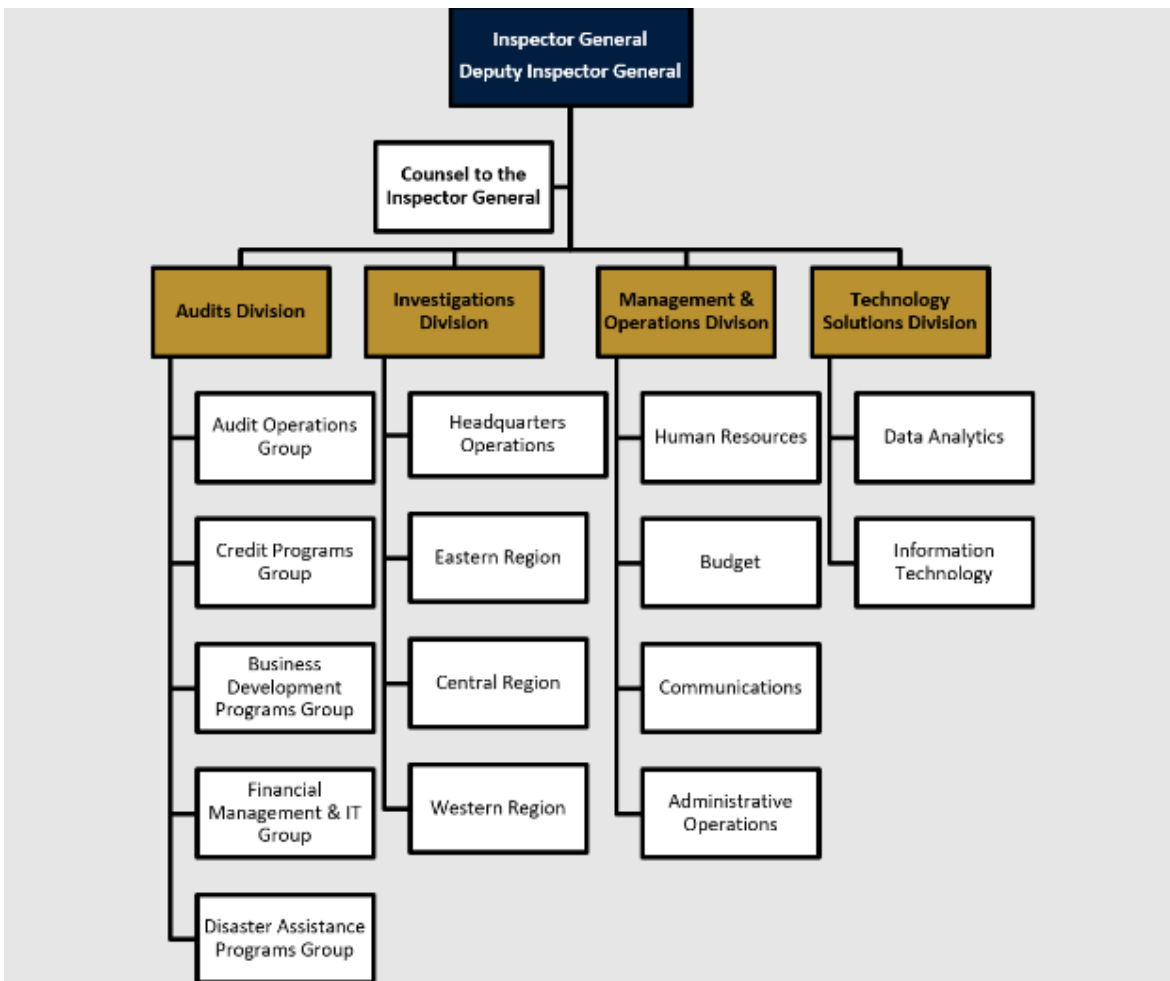 Inspector General
Deputy Inspector General
Counsel to the
Inspector General
Audits Division
Investigations
Division
Management &
Operations Divison
Technology
Solutions Division
Audit Operations
Group
Credit Programs
Group
Business
Development
Programs Group
Financial
Management & IT
Group
Disaster Assistance
Programs Group
Headquarters
Operations
Eastern Region
Central Region
Western Region
Human Resources
Budget
Communications
Administrative
Operations
Data Analytics
Information
Technology